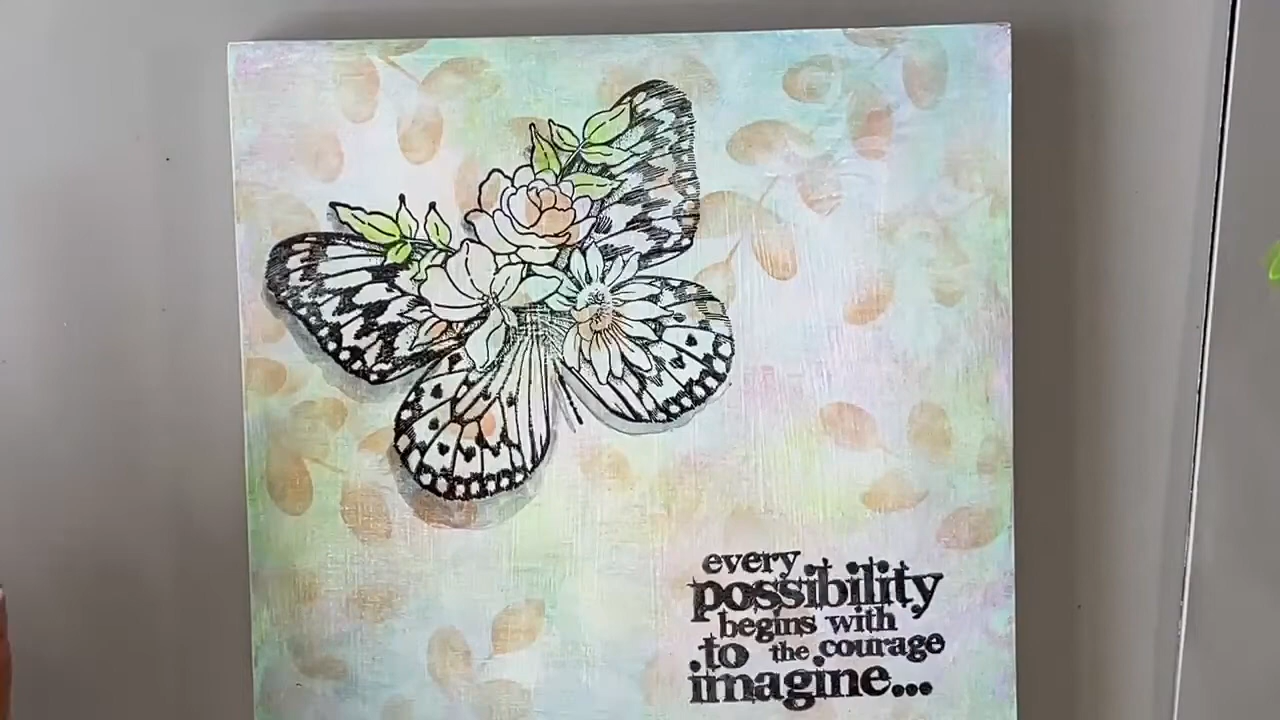 every
possibility
begins with
to the courage
imagine...